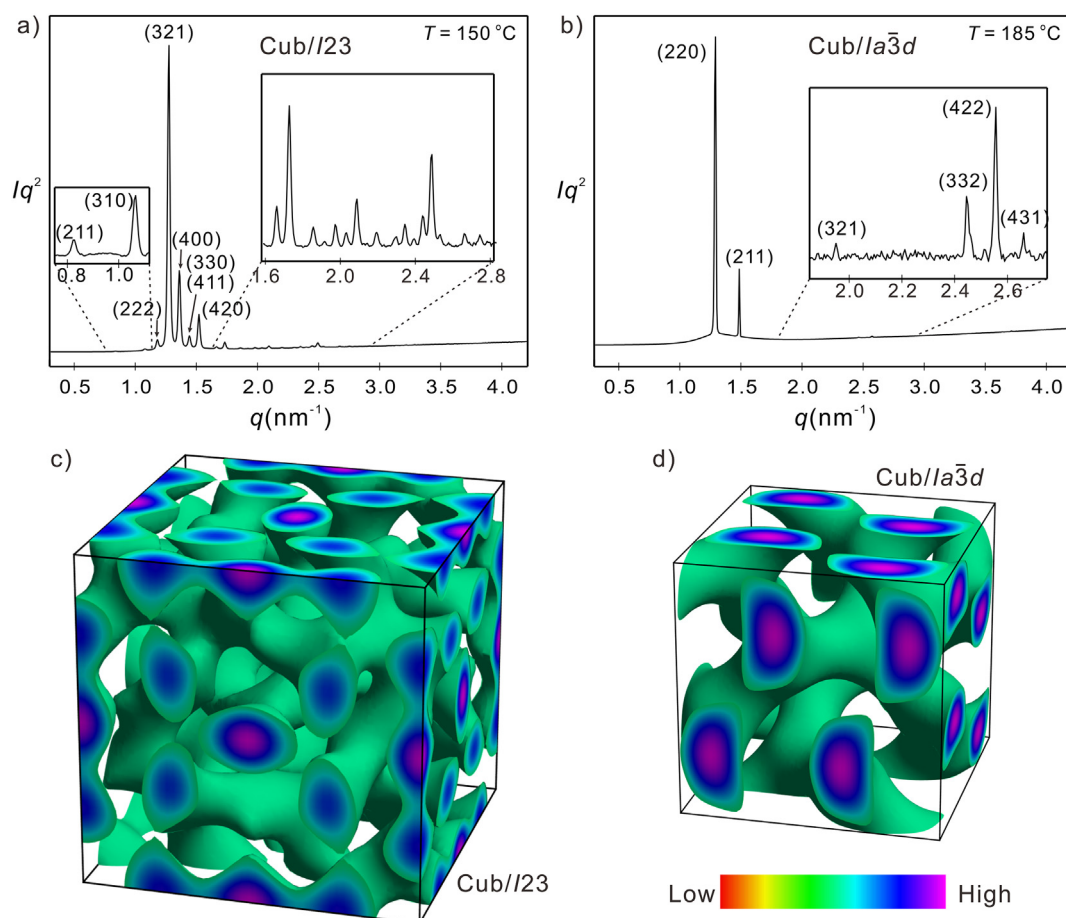 a)
(321)
T = 150 °C
Cub/I23
Iq²
(310)
(211)
0.8 1.0
(400)
(330)
(411)
(222)
(420)
1.6 2.0 2.4 2.8
0.5 1.0 1.5 2.0 2.5 3.0 3.5 4.0
q(nm⁻¹)
b)
T = 185 °C
Cub/Ia3̅d
(220)
Iq²
(211)
(422)
(332)
(321)
(431)
2.0 2.2 2.4 2.6
0.5 1.0 1.5 2.0 2.5 3.0 3.5 4.0
q(nm⁻¹)
c)
Cub/I23
d)
Cub/Ia3̅d
Low High